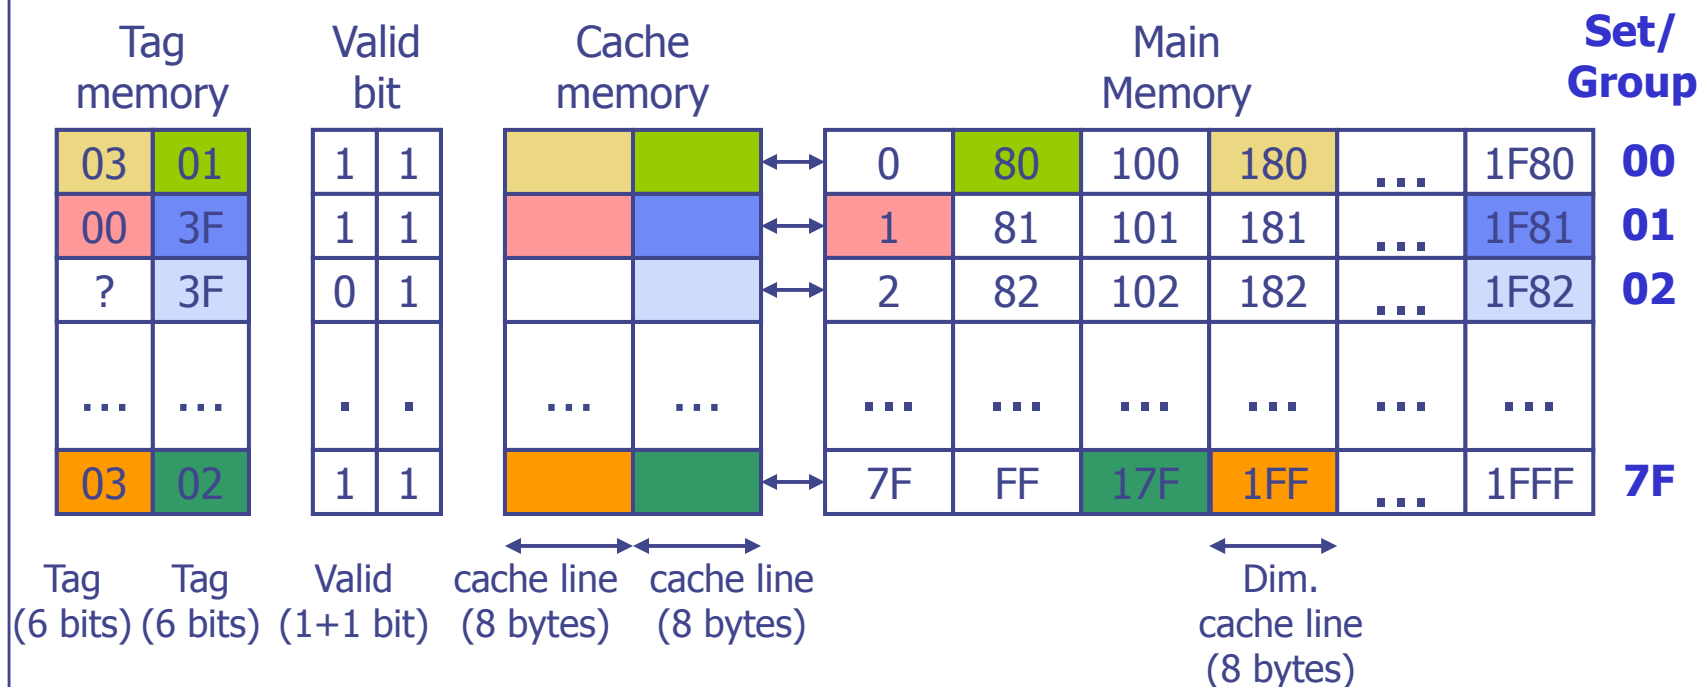 Tag memory Valid bit Cache memory Main Memory Set/ Group
03 01 1 1 0 80 100 180 ... 1F80 00
00 3F 1 1 1 81 101 181 ... 1F81 01
? 3F 0 1 2 82 102 182 ... 1F82 02
... ... . . ... ... ... ... ... ... ... ...
03 02 1 1 7F FF 17F 1FF ... 1FFF 7F
Tag Tag Valid cache line cache line Dim.
(6 bits) (6 bits) (1+1 bit) (8 bytes) (8 bytes) cache line
(8 bytes)